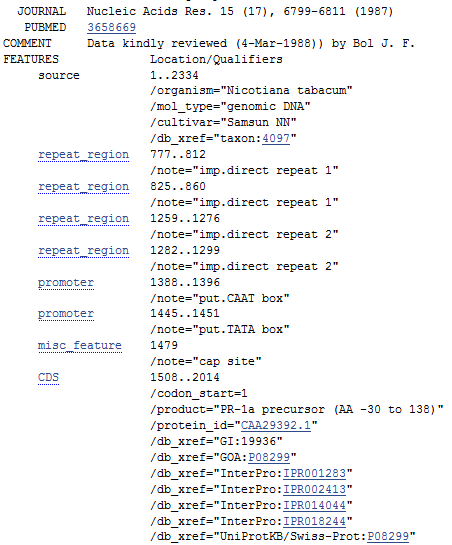 JOURNAL Nucleic Acids Res. 15 (17), 6799-6811 (1987)
PUBMED 3658669
COMMENT Data kindly reviewed (4-Mar-1988)) by Bol J. F.
FEATURES Location/Qualifiers
source 1..2334
/organism="Nicotiana tabacum"
/mol_type="genomic DNA"
/cultivar="Samsun NN"
/db_xref="taxon:4097"
repeat_region 777..812
/note="imp.direct repeat 1"
repeat_region 825..860
/note="imp.direct repeat 1"
repeat_region 1259..1276
/note="imp.direct repeat 2"
repeat_region 1282..1299
/note="imp.direct repeat 2"
promoter 1388..1396
/note="put.CAAT box"
promoter 1445..1451
/note="put.TATA box"
misc_feature 1479
/note="cap site"
CDS 1508..2014
/codon_start=1
/product="PR-1a precursor (AA -30 to 138)"
/protein_id="CAA29392.1"
/db_xref="GI:19936"
/db_xref="GOA:P08299"
/db_xref="InterPro:IPR001283"
/db_xref="InterPro:IPR002413"
/db_xref="InterPro:IPR014044"
/db_xref="InterPro:IPR018244"
/db_xref="UniProtKB/Swiss-Prot:P08299"